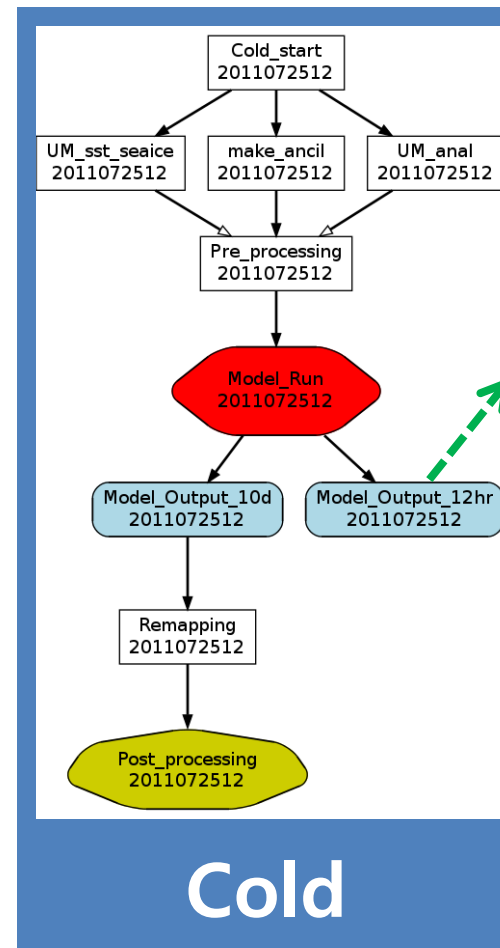 Cold_start
2011072512
UM_sst_seaice
2011072512
make_ancil
2011072512
UM_anal
2011072512
Pre_processing
2011072512
Model_Run
2011072512
Model_Output_10d
2011072512
Model_Output_12hr
2011072512
Remapping
2011072512
Post_processing
2011072512
Cold